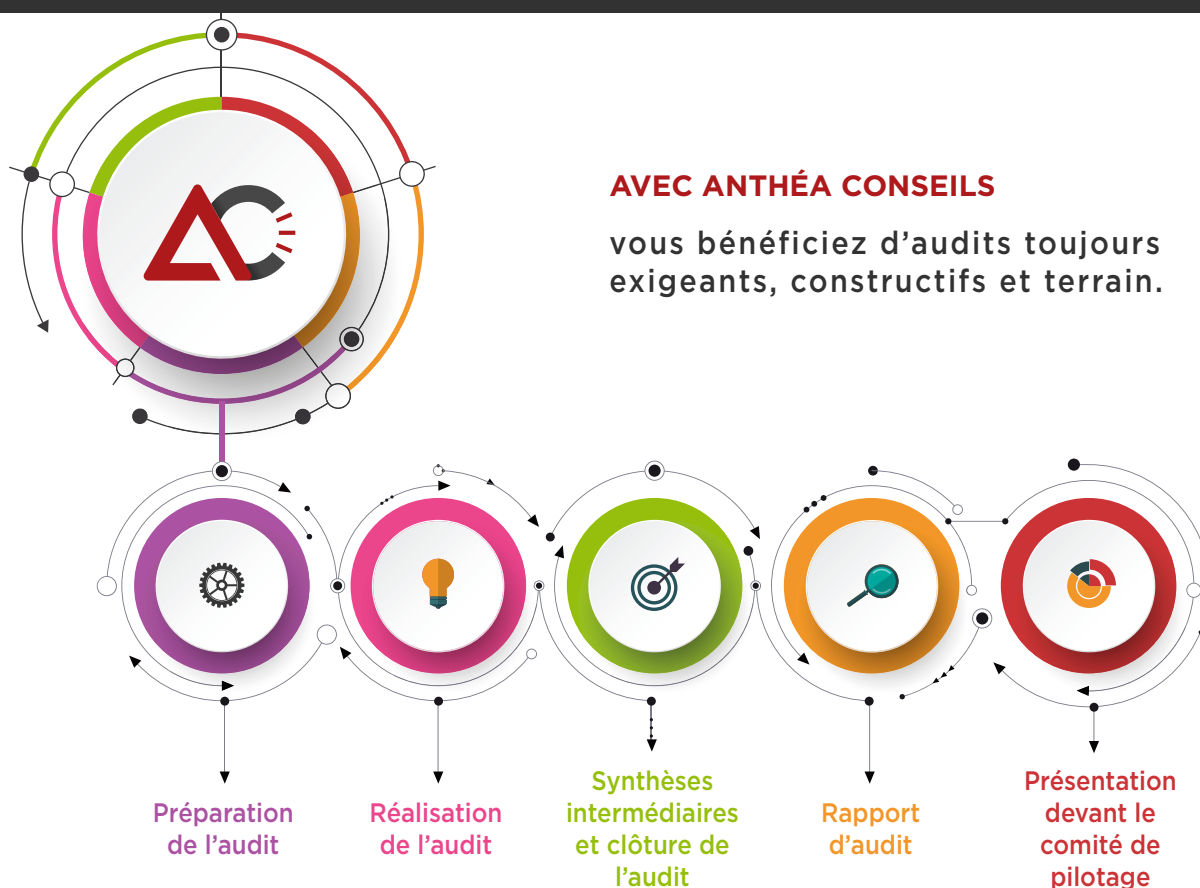 AC
AVEC ANTHÉA CONSEILS
vous bénéficiez d’audits toujours
exigeants, constructifs et terrain.
Préparation
de l’audit
Réalisation
de l’audit
Synthèses
intermédiaires
et clôture de
l’audit
Rapport
d’audit
Présentation
devant le
comité de
pilotage